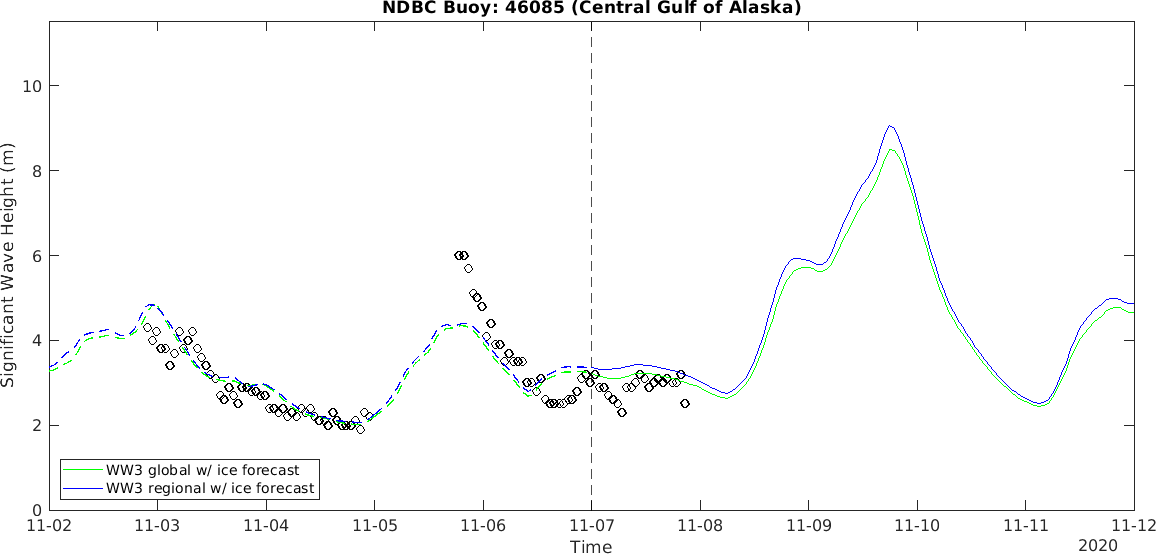 NDBC Buoy: 46085 (Central Gulf of Alaska)
Significant Wave Height (m)
10
8
6
4
2
0
WW3 global w/ ice forecast
WW3 regional w/ ice forecast
11-02 11-03 11-04 11-05 11-06 11-07 11-08 11-09 11-10 11-11 11-12
Time
2020